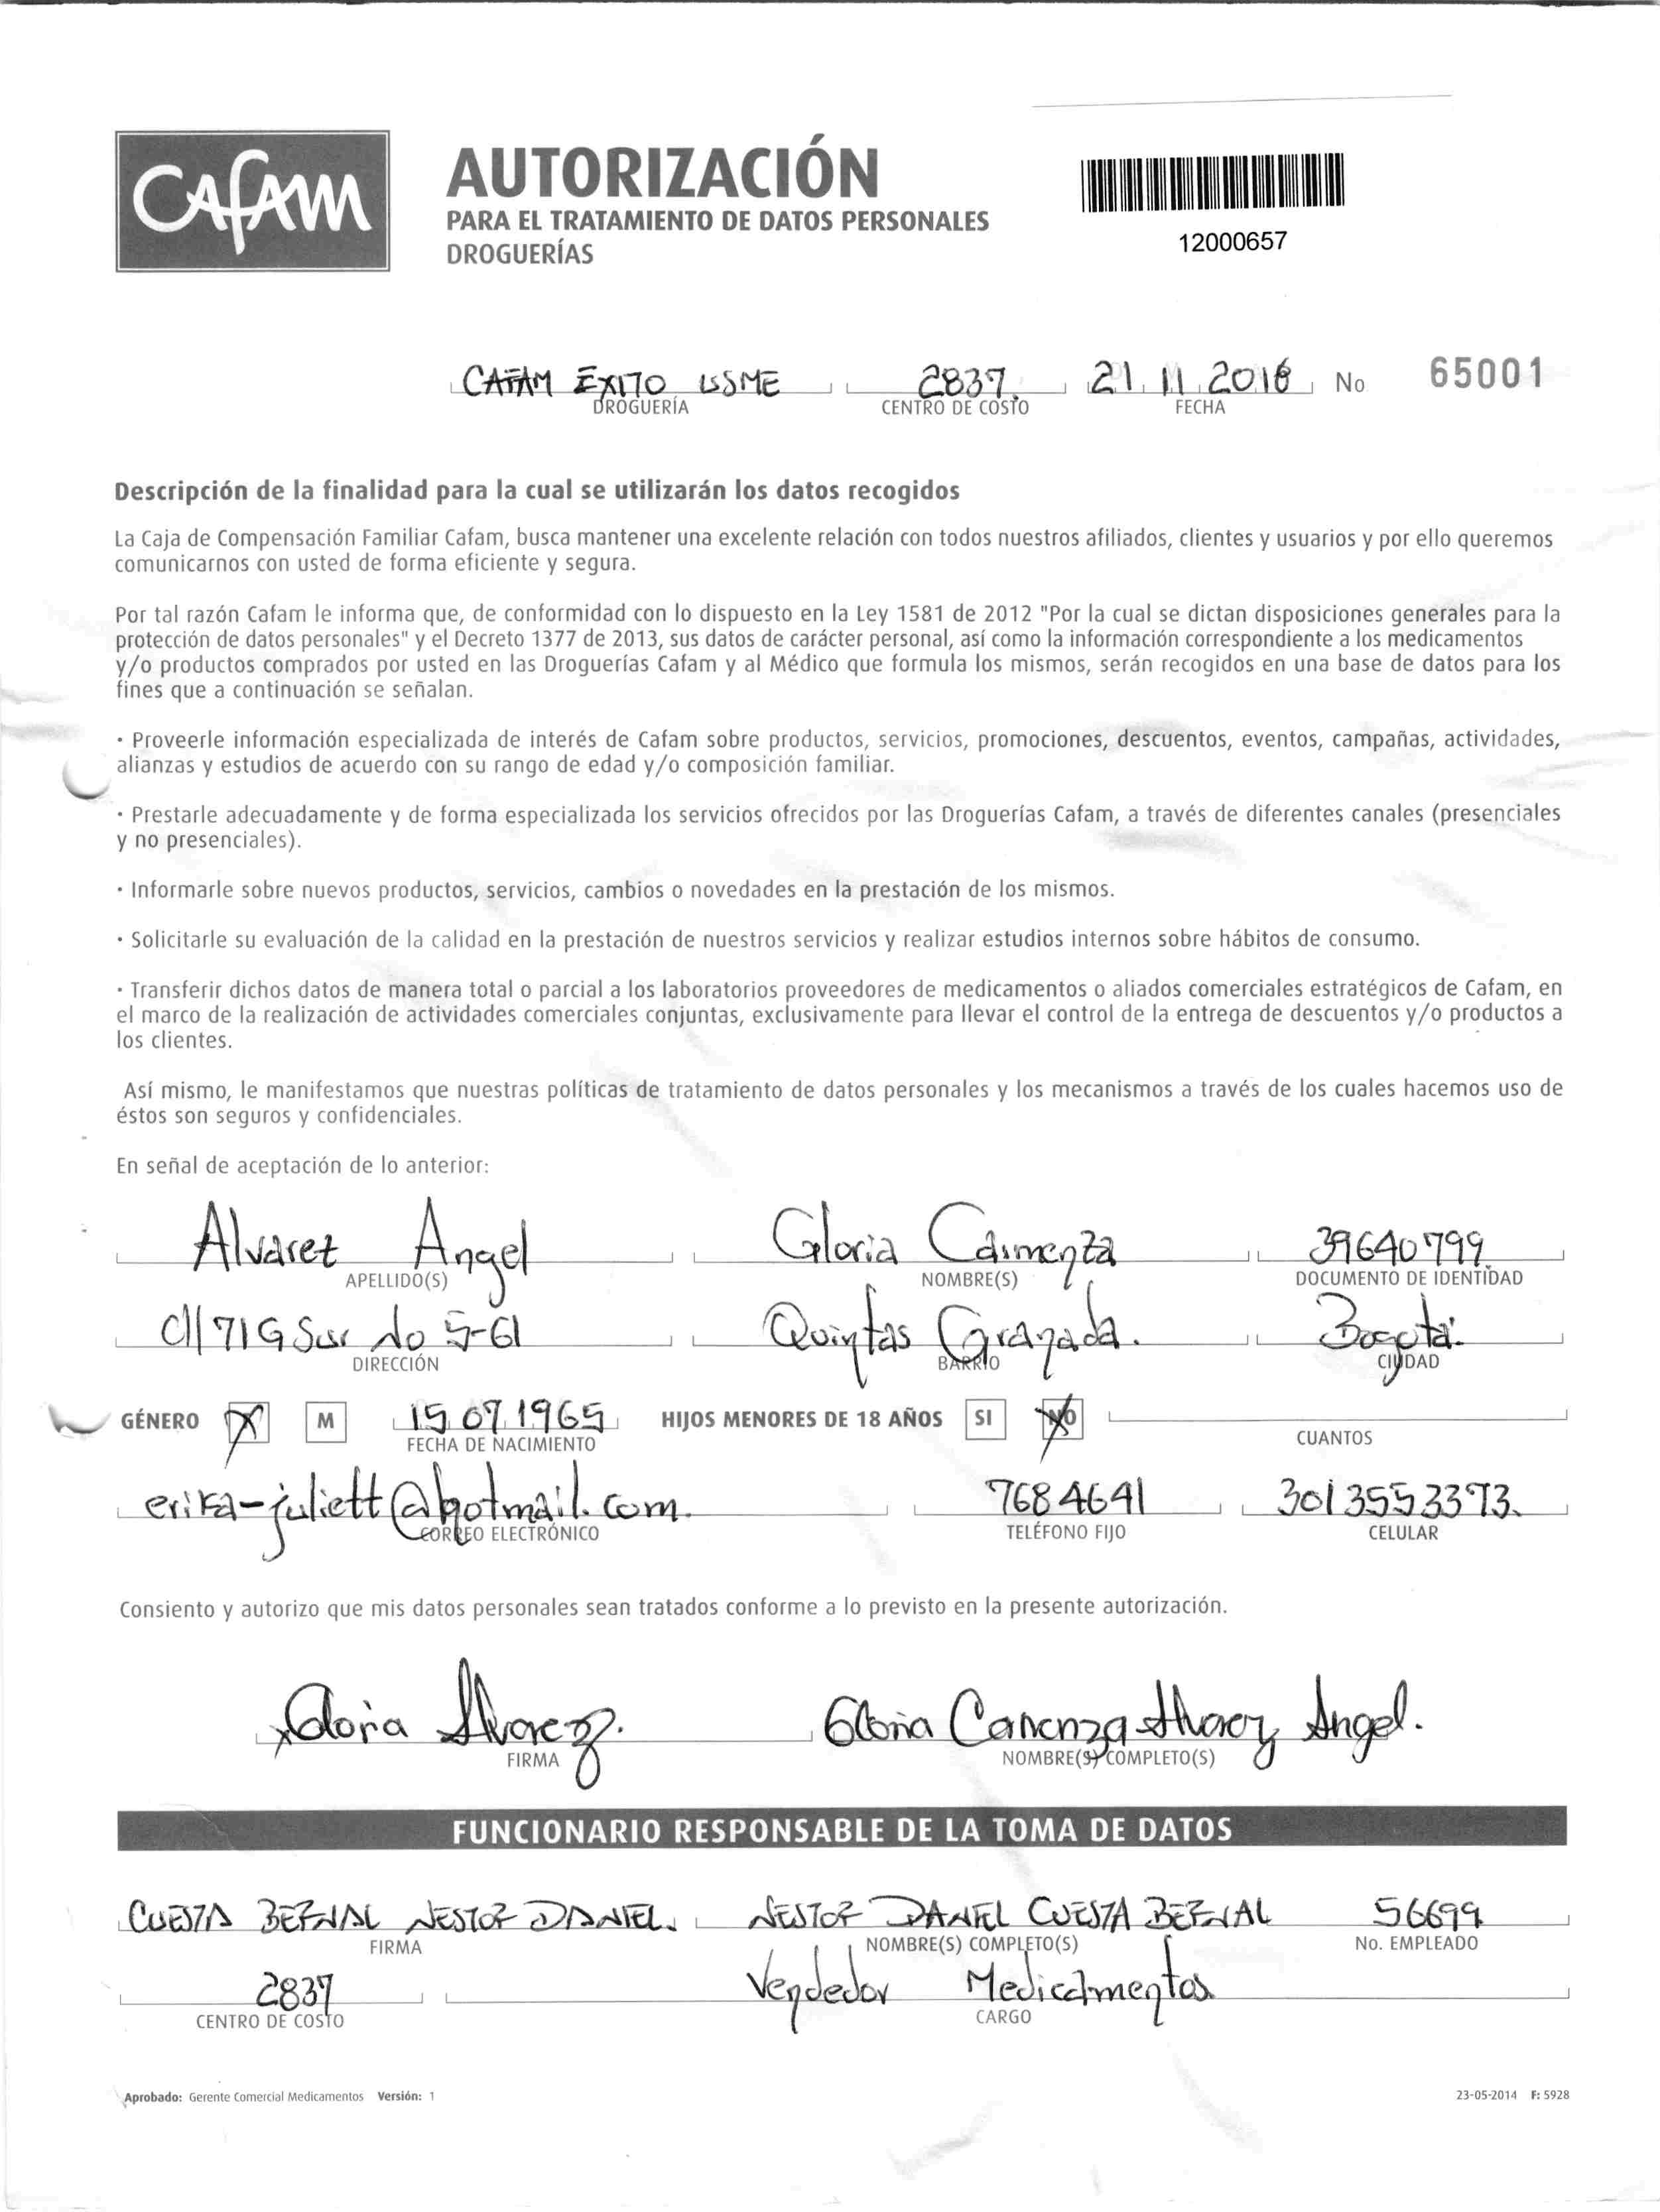 Cafam
AUTORIZACIÓN
PARA EL TRATAMIENTO DE DATOS PERSONALES
DROGUERÍAS
12000657
CAFAM EXITO ISSME 2837. 21 11 2018 No 65001
DROGUERÍA CENTRO DE COSTO FECHA
Descripción de la finalidad para la cual se utilizarán los datos recogidos
La Caja de Compensación Familiar Cafam, busca mantener una excelente relación con todos nuestros afiliados, clientes y usuarios y por ello queremos
comunicarnos con usted de forma eficiente y segura.
Por tal razón Cafam le informa que, de conformidad con lo dispuesto en la Ley 1581 de 2012 "Por la cual se dictan disposiciones generales para la
protección de datos personales" y el Decreto 1377 de 2013, sus datos de carácter personal, así como la información correspondiente a los medicamentos
y/o productos comprados por usted en las Droguerías Cafam y al Médico que formula los mismos, serán recogidos en una base de datos para los
fines que a continuación se señalan.
· Proveerle información especializada de interés de Cafam sobre productos, servicios, promociones, descuentos, eventos, campañas, actividades,
alianzas y estudios de acuerdo con su rango de edad y/o composición familiar.
· Prestarle adecuadamente y de forma especializada los servicios ofrecidos por las Droguerías Cafam, a través de diferentes canales (presenciales
y no presenciales).
· Informarle sobre nuevos productos, servicios, cambios o novedades en la prestación de los mismos.
· Solicitarle su evaluación de la calidad en la prestación de nuestros servicios y realizar estudios internos sobre hábitos de consumo.
· Transferir dichos datos de manera total o parcial a los laboratorios proveedores de medicamentos o aliados comerciales estratégicos de Cafam, en
el marco de la realización de actividades comerciales conjuntas, exclusivamente para llevar el control de la entrega de descuentos y/o productos a
los clientes.
Así mismo, le manifestamos que nuestras políticas de tratamiento de datos personales y los mecanismos a través de los cuales hacemos uso de
éstos son seguros y confidenciales.
En señal de aceptación de lo anterior:
Alvaret Angel Gloria Carmenza 39640799
APELLIDO(S) NOMBRE(S) DOCUMENTO DE IDENTIDAD
Cll 71G Sur No 5-61 Quintas Granada. Bogotá.
DIRECCIÓN BARRIO CIUDAD
GÉNERO X M 15 07 1965 HIJOS MENORES DE 18 AÑOS SI NO
FECHA DE NACIMIENTO CUANTOS
erika-juliett@hotmail.com. 7684641 3013553373.
CORREO ELECTRÓNICO TELÉFONO FIJO CELULAR
Consiento y autorizo que mis datos personales sean tratados conforme a lo previsto en la presente autorización.
x Gloria Alvarez. Gloria Carmenza Alvarez Angel.
FIRMA NOMBRE(S) COMPLETO(S)
FUNCIONARIO RESPONSABLE DE LA TOMA DE DATOS
CUESTA BERNAL NESTOR DANIEL. NESTOR DANIEL CUESTA BERNAL 56699
FIRMA NOMBRE(S) COMPLETO(S) No. EMPLEADO
2837 Vendedor Medicamentos
CENTRO DE COSTO CARGO
Aprobado: Gerente Comercial Medicamentos Versión: 1 23-05-2014 F: 5928